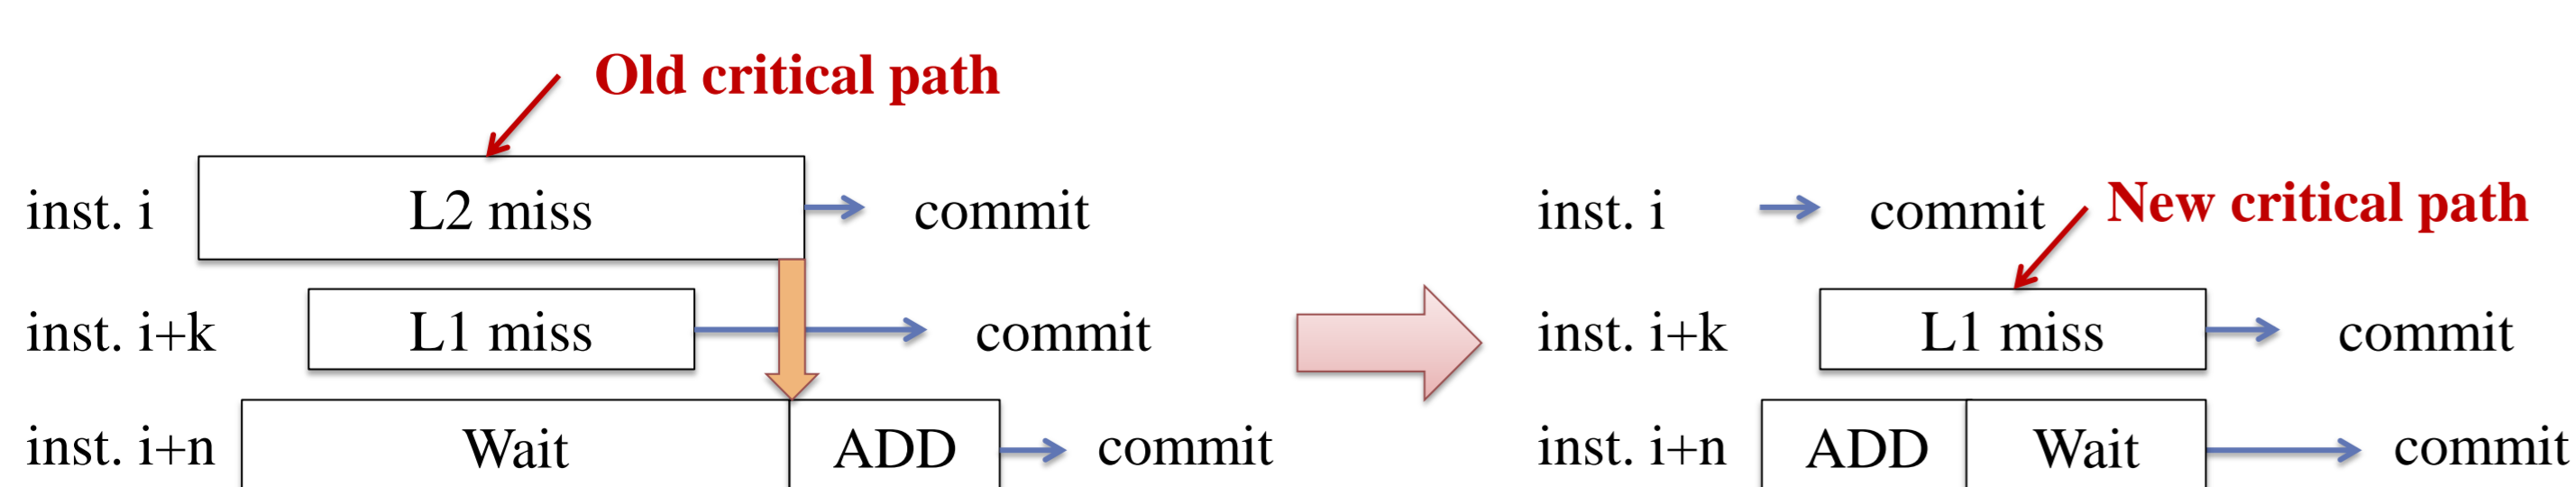 Old critical path
inst. i L2 miss commit
inst. i+k L1 miss commit
inst. i+n Wait ADD commit
inst. i commit New critical path
inst. i+k L1 miss commit
inst. i+n ADD Wait commit